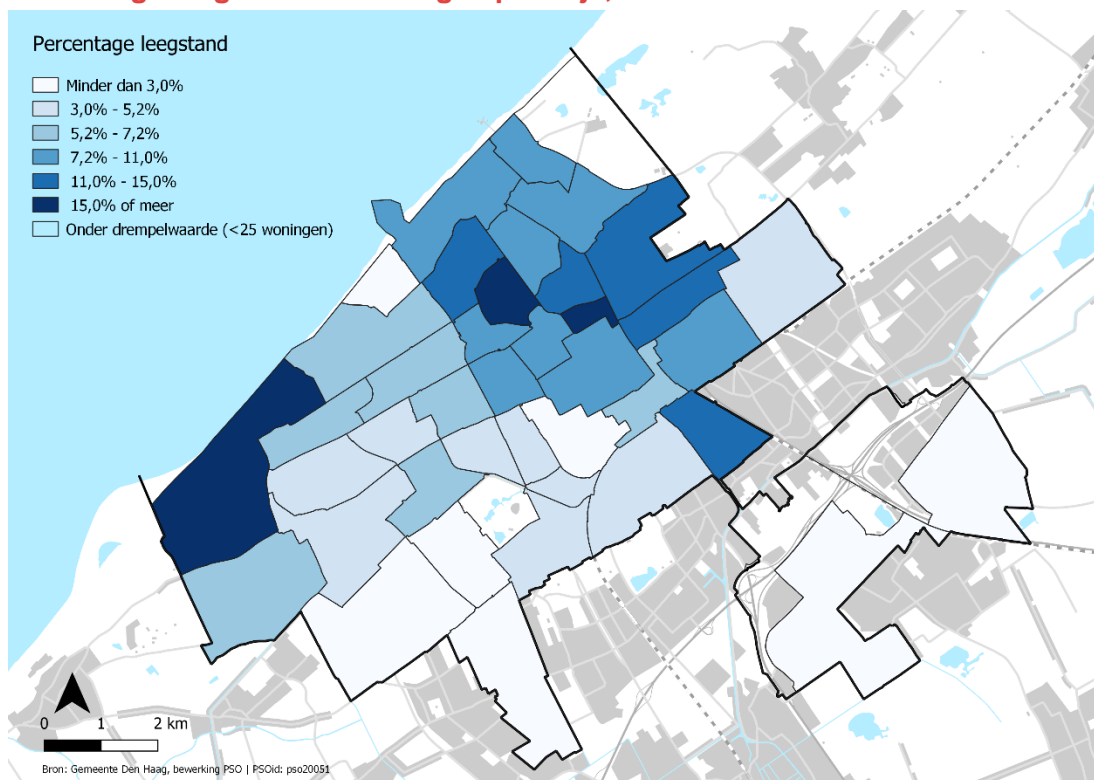 Percentage leegstand
Minder dan 3,0%
3,0% - 5,2%
5,2% - 7,2%
7,2% - 11,0%
11,0% - 15,0%
15,0% of meer
Onder drempelwaarde (<25 woningen)
0 1 2 km
Bron: Gemeente Den Haag, bewerking PSO | PSOid: pso20051